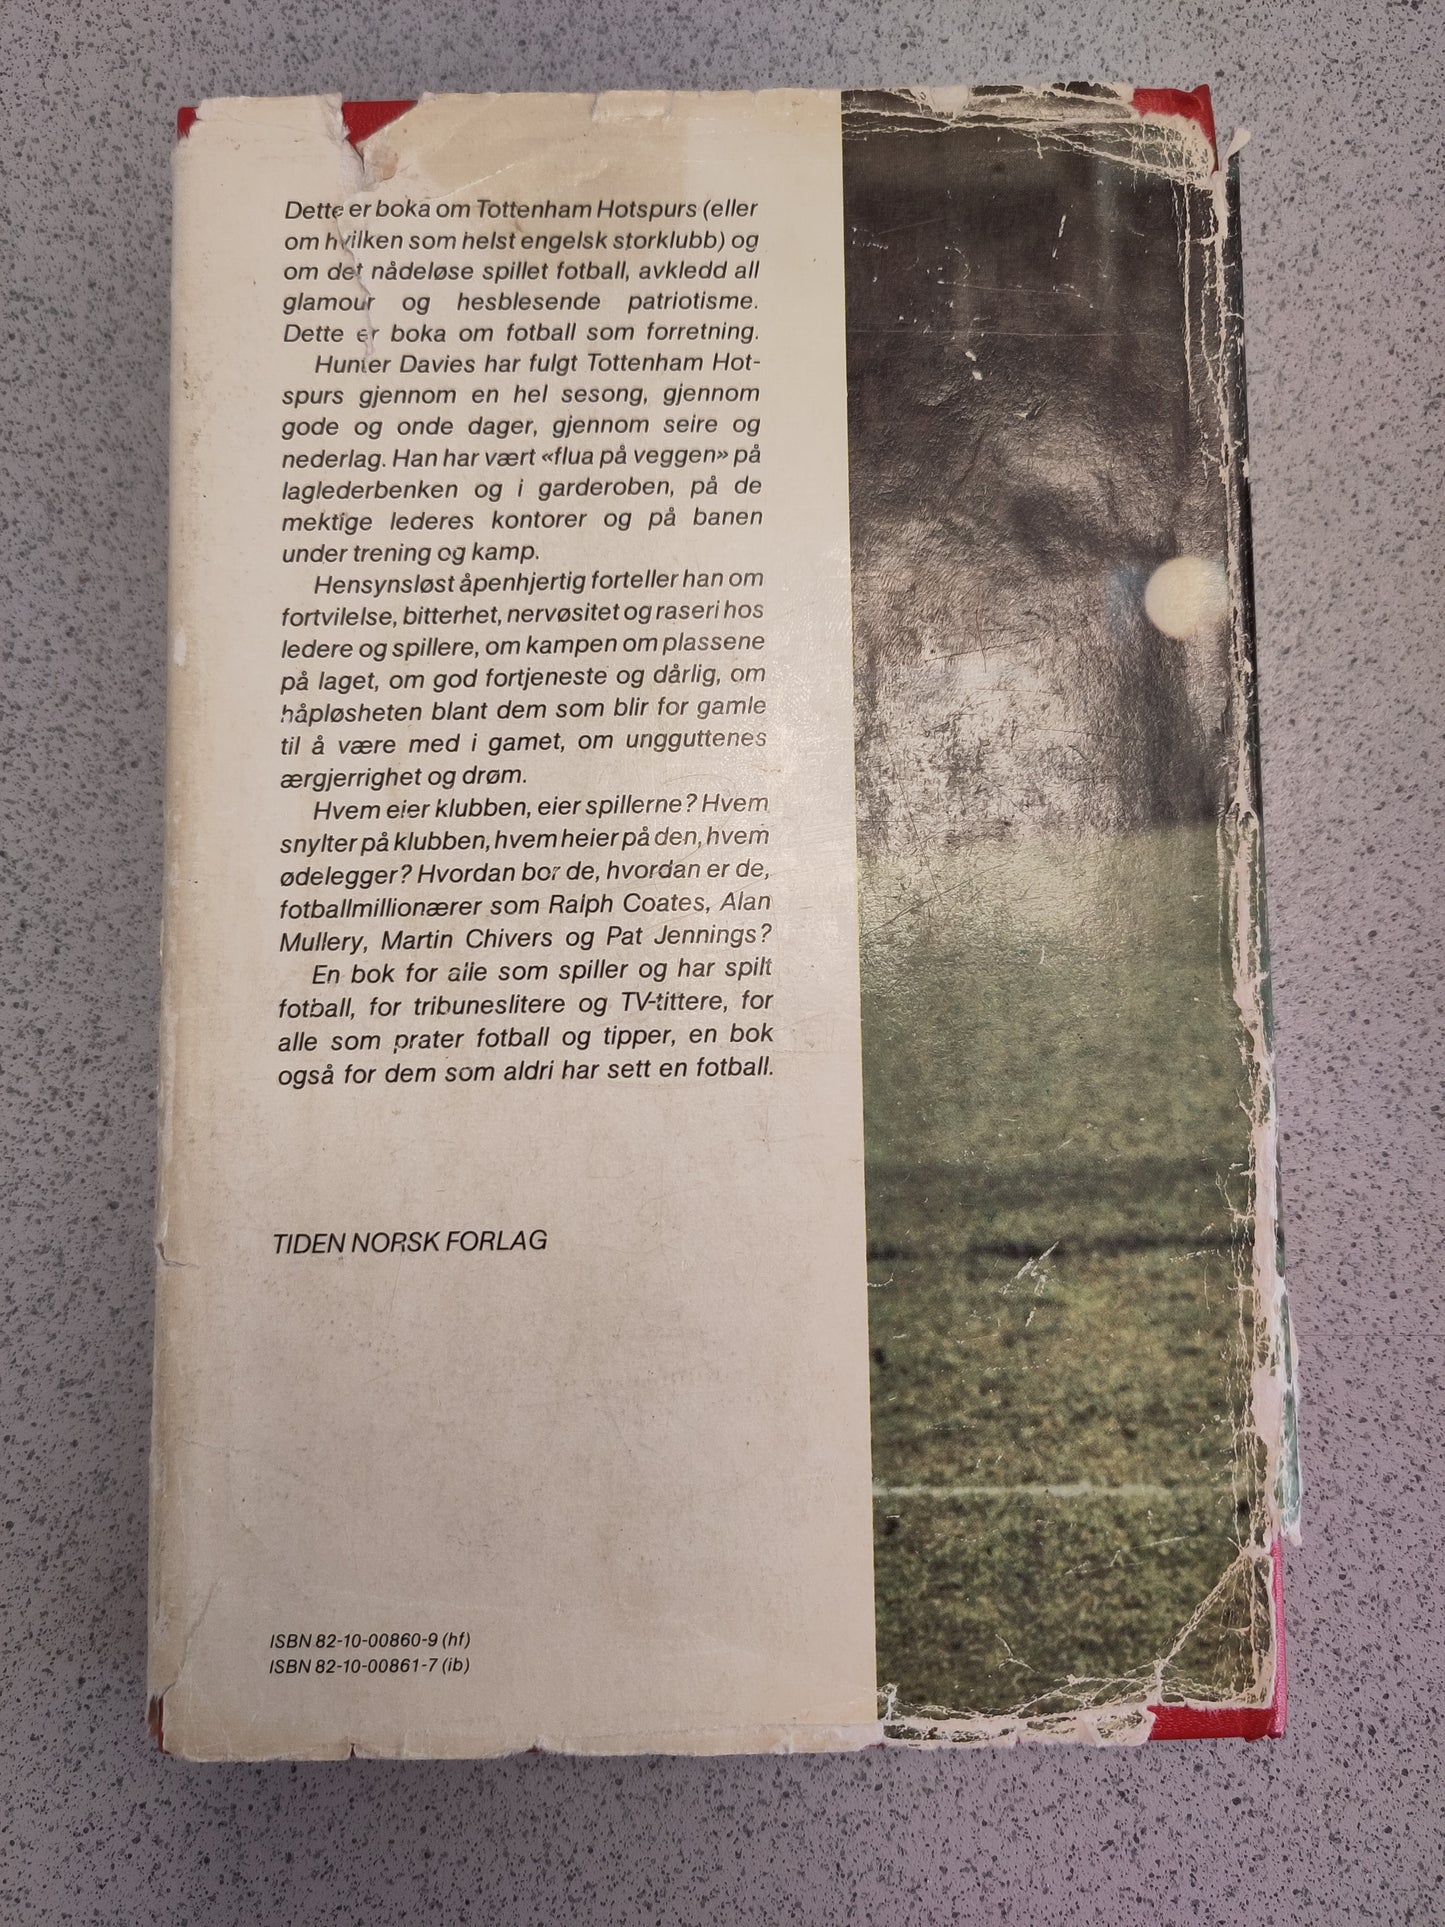 Dette er boka om Tottenham Hotspurs (eller
om hvilken som helst engelsk storklubb) og
om det nådeløse spillet fotball, avkledd all
glamour og hesblesende patriotisme.
Dette er boka om fotball som forretning.
Hunter Davies har fulgt Tottenham Hot-
spurs gjennom en hel sesong, gjennom
gode og onde dager, gjennom seire og
nederlag. Han har vært «flua på veggen» på
laglederbenken og i garderoben, på de
mektige lederes kontorer og på banen
under trening og kamp.
Hensynsløst åpenhjertig forteller han om
fortvilelse, bitterhet, nervøsitet og raseri hos
ledere og spillere, om kampen om plassene
på laget, om god fortjeneste og dårlig, om
håpløsheten blant dem som blir for gamle
til å være med i gamet, om ungguttenes
ærgjerrighet og drøm.
Hvem eier klubben, eier spillerne? Hvem
snylter på klubben, hvem heier på den, hvem
ødelegger? Hvordan bor de, hvordan er de,
fotballmillionærer som Ralph Coates, Alan
Mullery, Martin Chivers og Pat Jennings?
En bok for alle som spiller og har spilt
fotball, for tribuneslitere og TV-tittere, for
alle som prater fotball og tipper, en bok
også for dem som aldri har sett en fotball.
TIDEN NORSK FORLAG
ISBN 82-10-00860-9 (hf)
ISBN 82-10-00861-7 (ib)